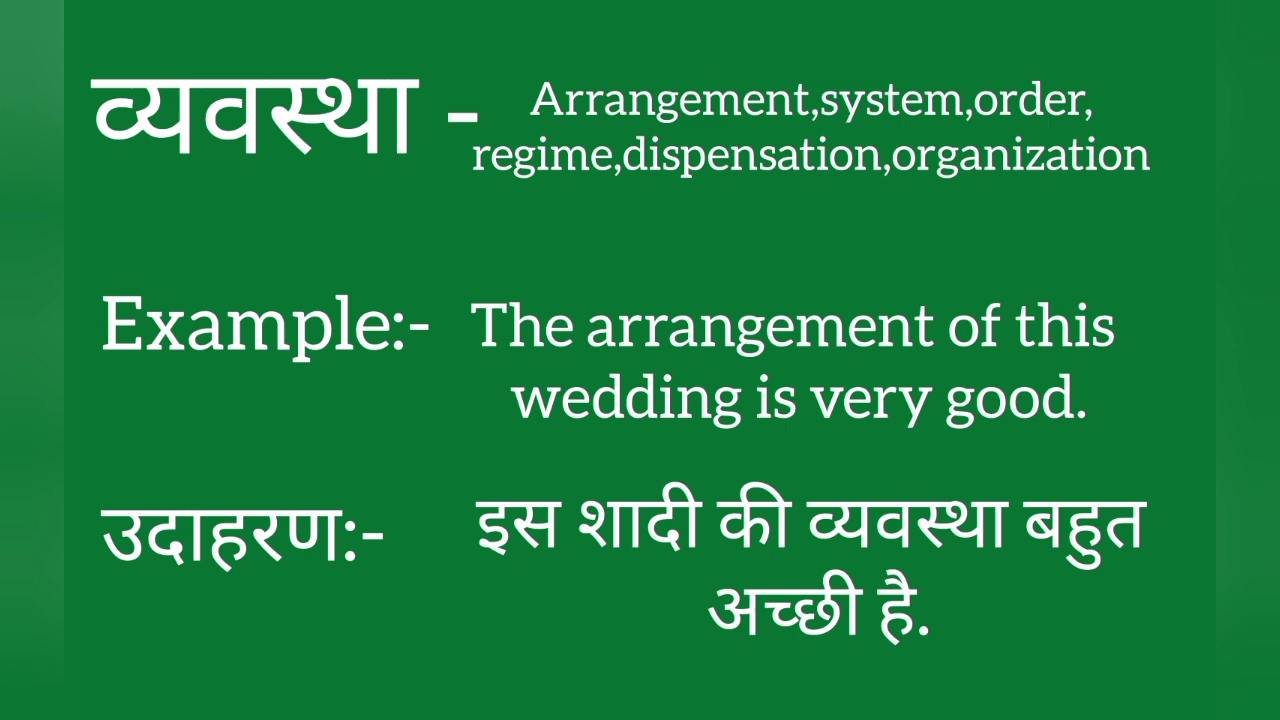 व्यवस्था - Arrangement,system,order,
regime,dispensation,organization
Example:- The arrangement of this
wedding is very good.
उदाहरण:- इस शादी की व्यवस्था बहुत
अच्छी है.